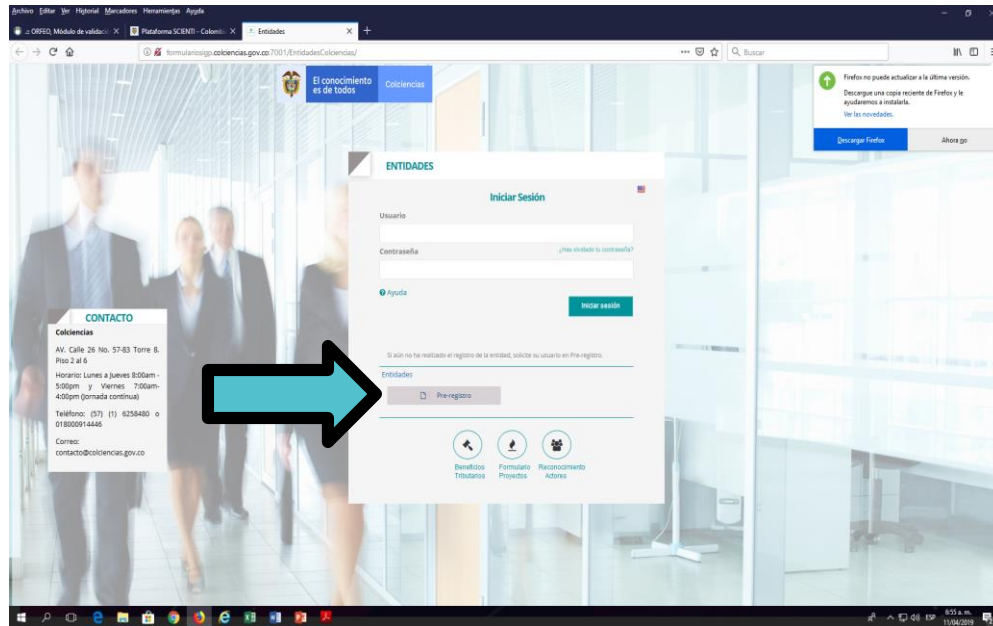 Archivo Editar Ver Historial Marcadores Herramientas Ayuda
.: ORFEO, Módulo de validaci
Plataforma SCIENTI - Colombi
Entidades
formulariosigp.colciencias.gov.co:7001/EntidadesColciencias/
Buscar
El conocimiento
es de todos
Colciencias
Firefox no puede actualizar a la última versión.
Descargue una copia reciente de Firefox y le
ayudaremos a instalarla.
Ver las novedades.
Descargar Firefox
Ahora no
ENTIDADES
Iniciar Sesión
Usuario
Contraseña
¿Has olvidado tu contraseña?
Ayuda
Iniciar sesión
Si aún no ha realizado el registro de la entidad, solicite su usuario en Pre-registro.
Entidades
Pre-registro
Beneficios
Tributarios
Formulario
Proyectos
Reconocimiento
Actores
CONTACTO
Colciencias
AV. Calle 26 No. 57-83 Torre 8.
Piso 2 al 6
Horario: Lunes a Jueves 8:00am -
5:00pm y Viernes 7:00am-
4:00pm (Jornada continua)
Teléfono: (57) (1) 6258480 o
018000914446
Correo:
contacto@colciencias.gov.co
ESP
8:55 a. m.
11/04/2019